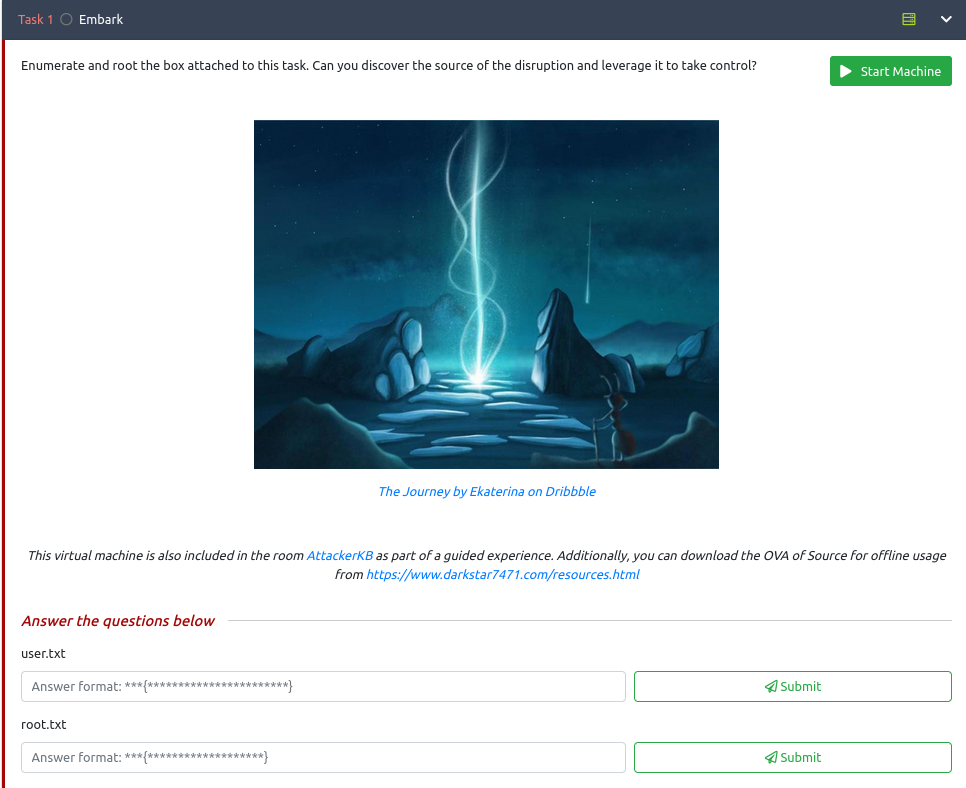 Task 1 Embark
Enumerate and root the box attached to this task. Can you discover the source of the disruption and leverage it to take control?
Start Machine
The Journey by Ekaterina on Dribbble
This virtual machine is also included in the room AttackerKB as part of a guided experience. Additionally, you can download the OVA of Source for offline usage
from https://www.darkstar7471.com/resources.html
Answer the questions below
user.txt
Answer format: ***{***********************}
Submit
root.txt
Answer format: ***{*******************}
Submit